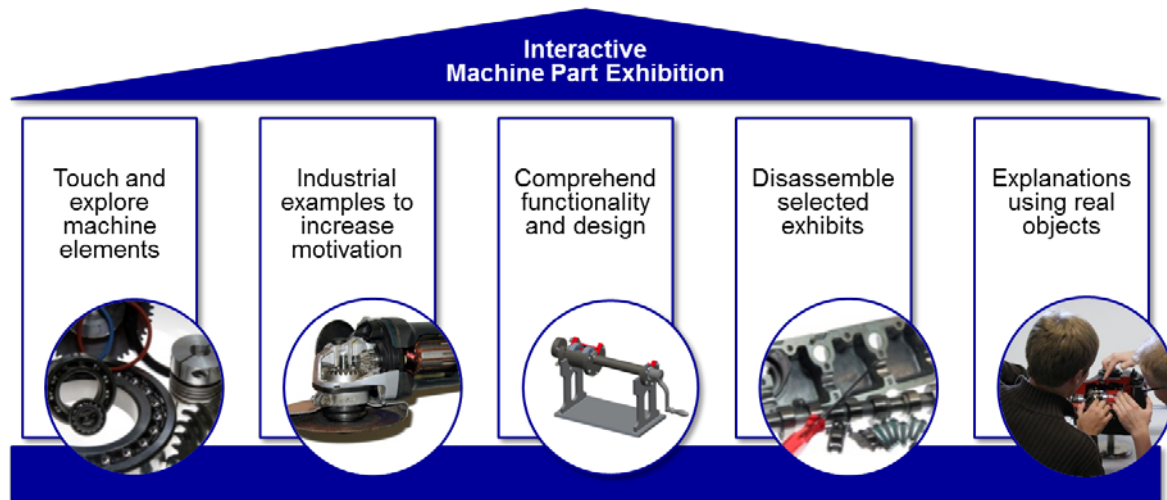 Interactive
Machine Part Exhibition
Touch and
explore
machine
elements
Industrial
examples to
increase
motivation
Comprehend
functionality
and design
Disassemble
selected
exhibits
Explanations
using real
objects